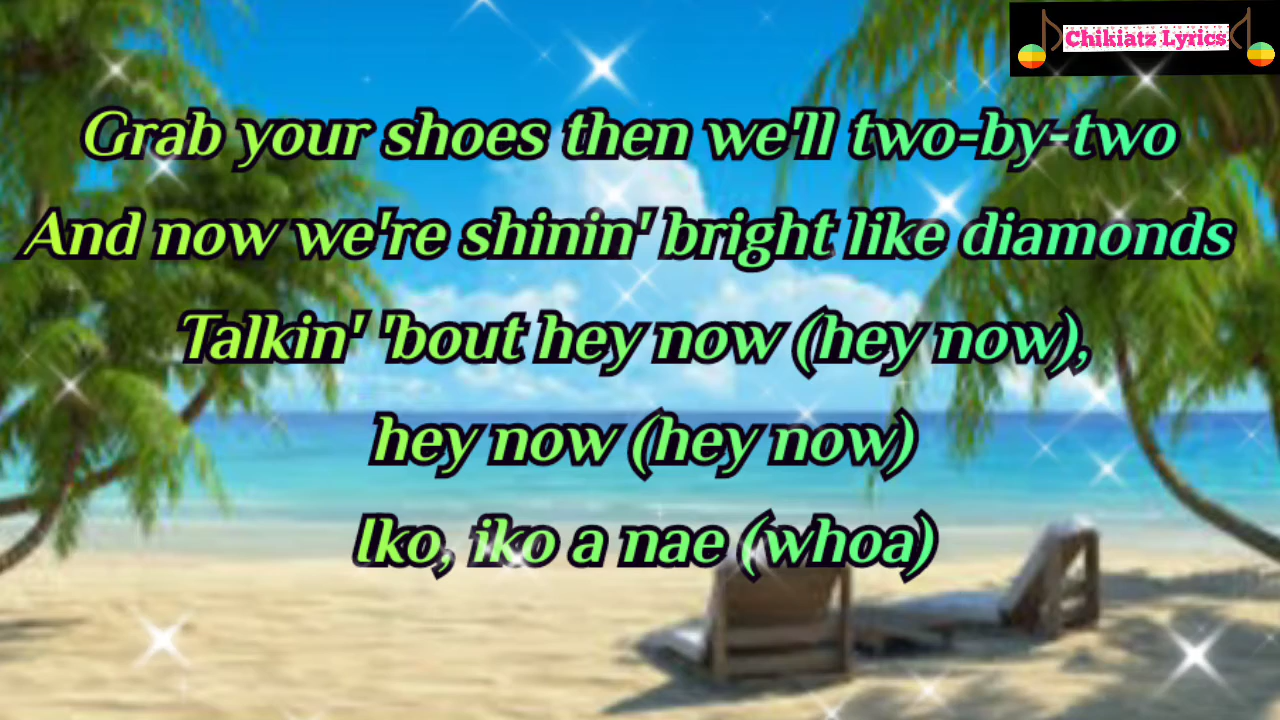 Chikiatz Lyrics
Grab your shoes then we'll two-by-two
And now we're shinin' bright like diamonds
Talkin' 'bout hey now (hey now),
hey now (hey now)
Iko, iko a nae (whoa)